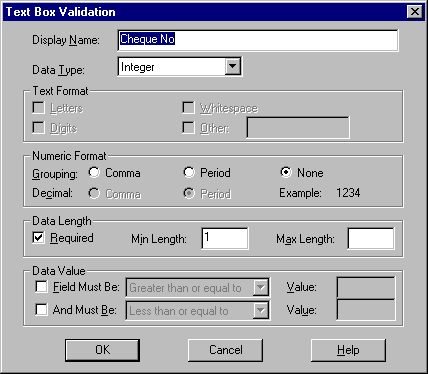 Text Box Validation
Display Name: Cheque No
Data Type: Integer
Text Format
Letters Whitespace
Digits Other:
Numeric Format
Grouping: Comma Period None
Decimal: Comma Period Example: 1234
Data Length
Required Min Length: 1 Max Length:
Data Value
Field Must Be: Greater than or equal to Value:
And Must Be: Less than or equal to Value:
OK Cancel Help